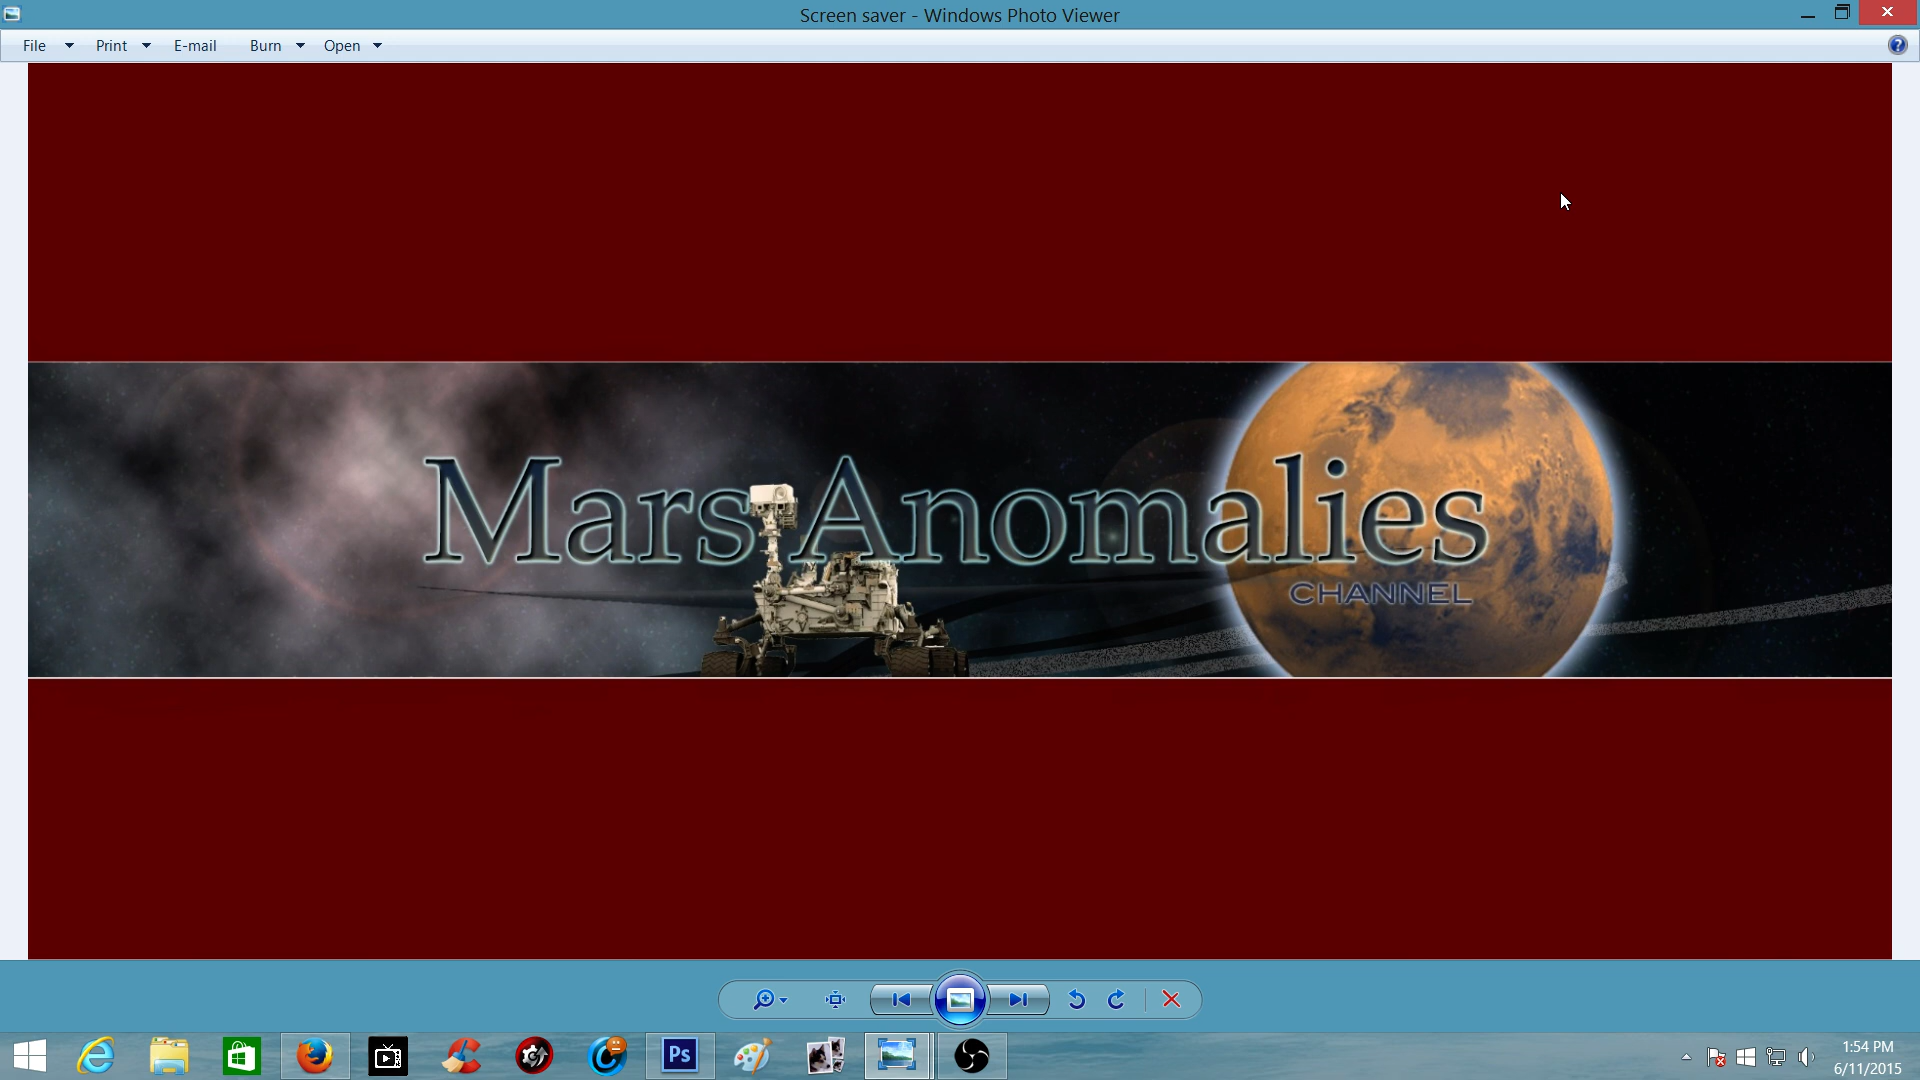 Screen saver - Windows Photo Viewer
File Print E-mail Burn Open
Mars Anomalies
CHANNEL
Ps
1:54 PM
6/11/2015